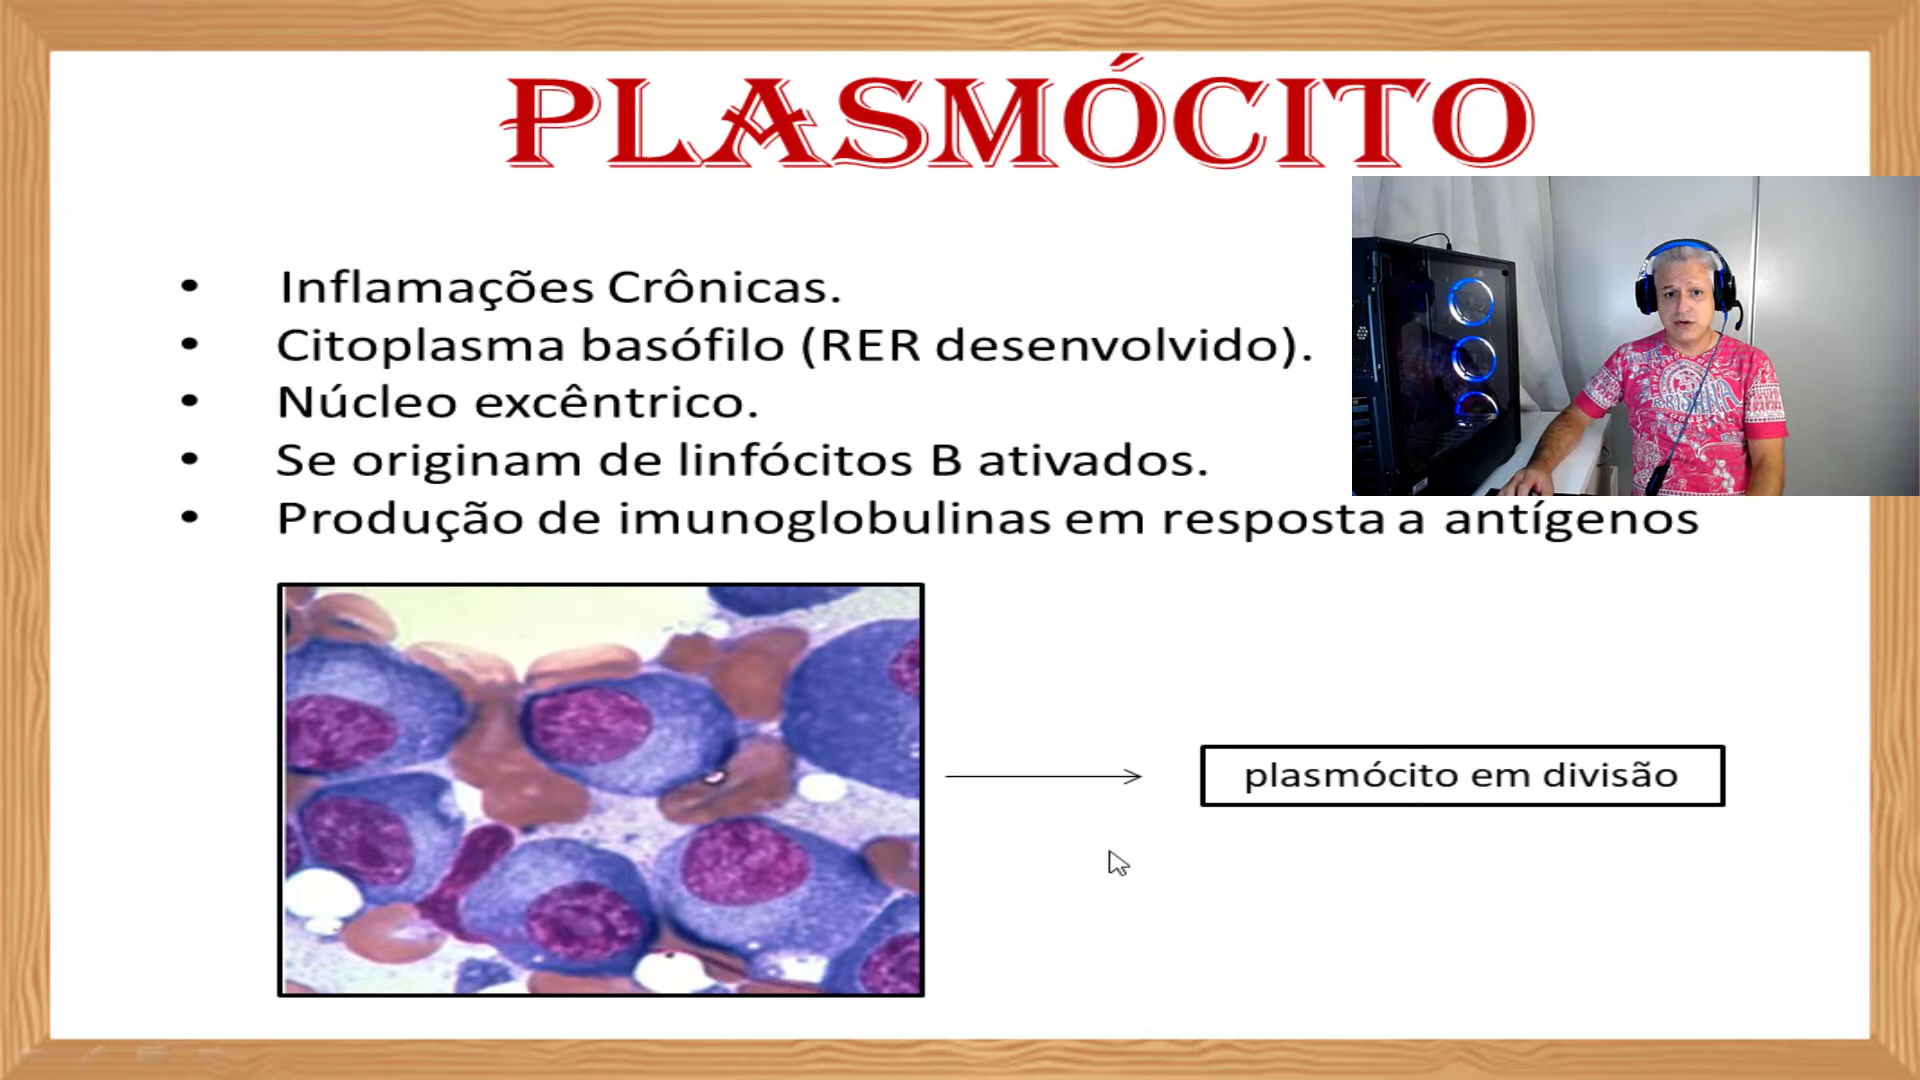 PLASMÓCITO
• Inflamações Crônicas.
• Citoplasma basófilo (RER desenvolvido).
• Núcleo excêntrico.
• Se originam de linfócitos B ativados.
• Produção de imunoglobulinas em resposta a antígenos
plasmócito em divisão
KRISHNA